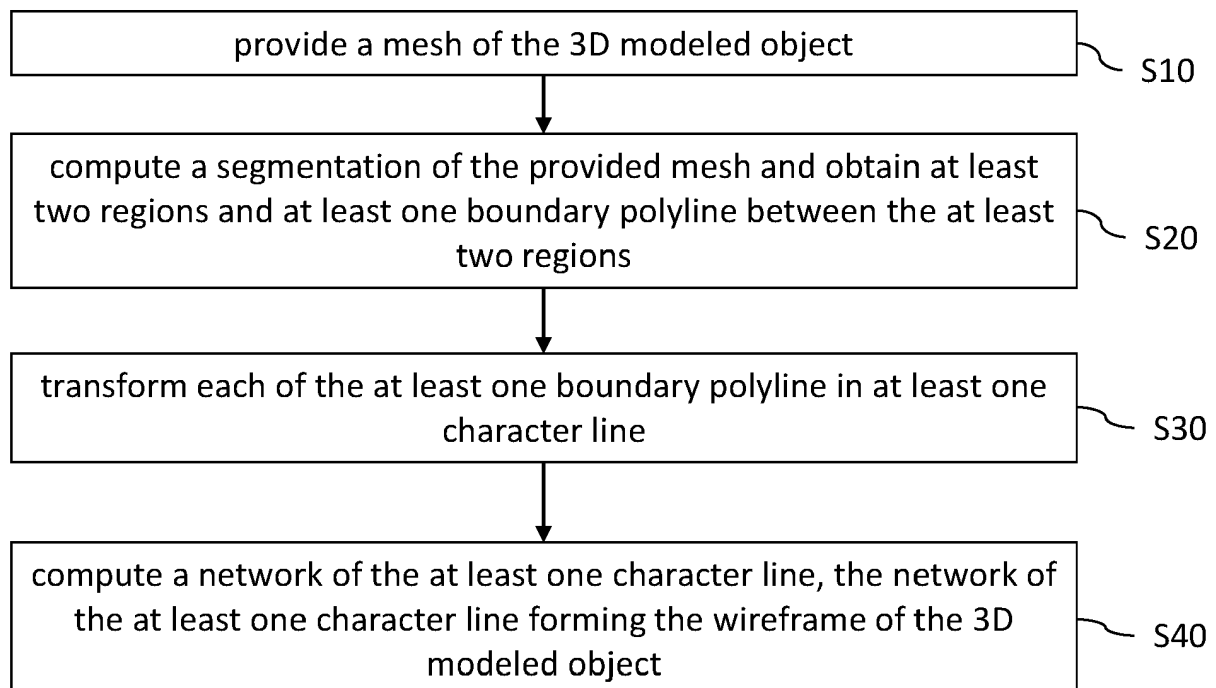 provide a mesh of the 3D modeled object
S10
compute a segmentation of the provided mesh and obtain at least
two regions and at least one boundary polyline between the at least
two regions
S20
transform each of the at least one boundary polyline in at least one
character line
S30
compute a network of the at least one character line, the network of
the at least one character line forming the wireframe of the 3D
modeled object
S40